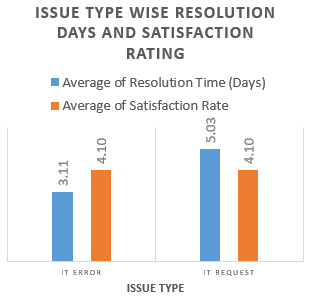 ISSUE TYPE WISE RESOLUTION
DAYS AND SATISFACTION
RATING
Average of Resolution Time (Days)
Average of Satisfaction Rate
3.11
4.10
5.03
4.10
IT ERROR
IT REQUEST
ISSUE TYPE